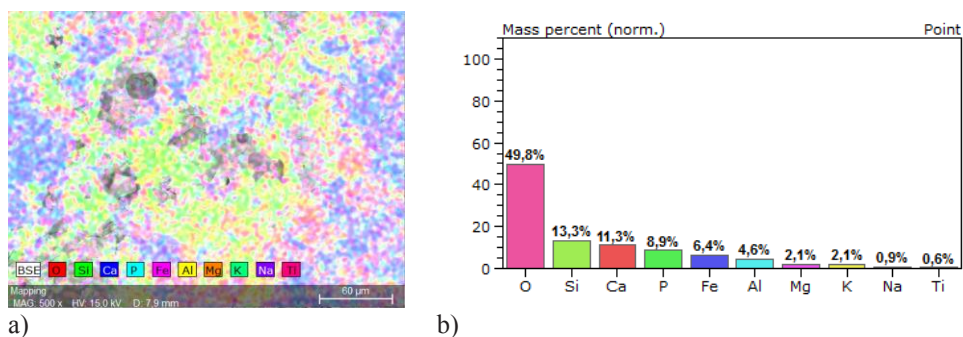 BSE O Si Ca P Fe Al Mg K Na Ti
Mapping
MAG: 500 x HV: 15.0 kV D: 7.9 mm
60 µm
a)
Mass percent (norm.) Point
100
80
60
40
20
0
49,8%
13,3%
11,3%
8,9%
6,4%
4,6%
2,1%
2,1%
0,9%
0,6%
O Si Ca P Fe Al Mg K Na Ti
b)